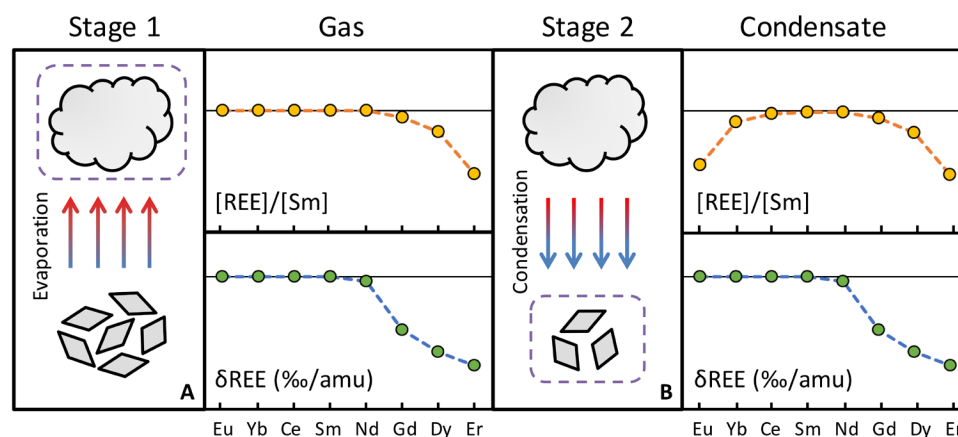 Stage 1
Gas
Stage 2
Condensate
Evaporation
A
[REE]/[Sm]
δREE (‰/amu)
Condensation
B
[REE]/[Sm]
δREE (‰/amu)
Eu Yb Ce Sm Nd Gd Dy Er
Eu Yb Ce Sm Nd Gd Dy Er